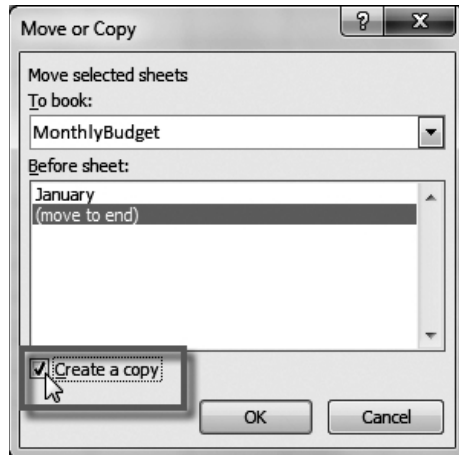 Move or Copy ? X
Move selected sheets
To book:
MonthlyBudget
Before sheet:
January
(move to end)
Create a copy
OK Cancel